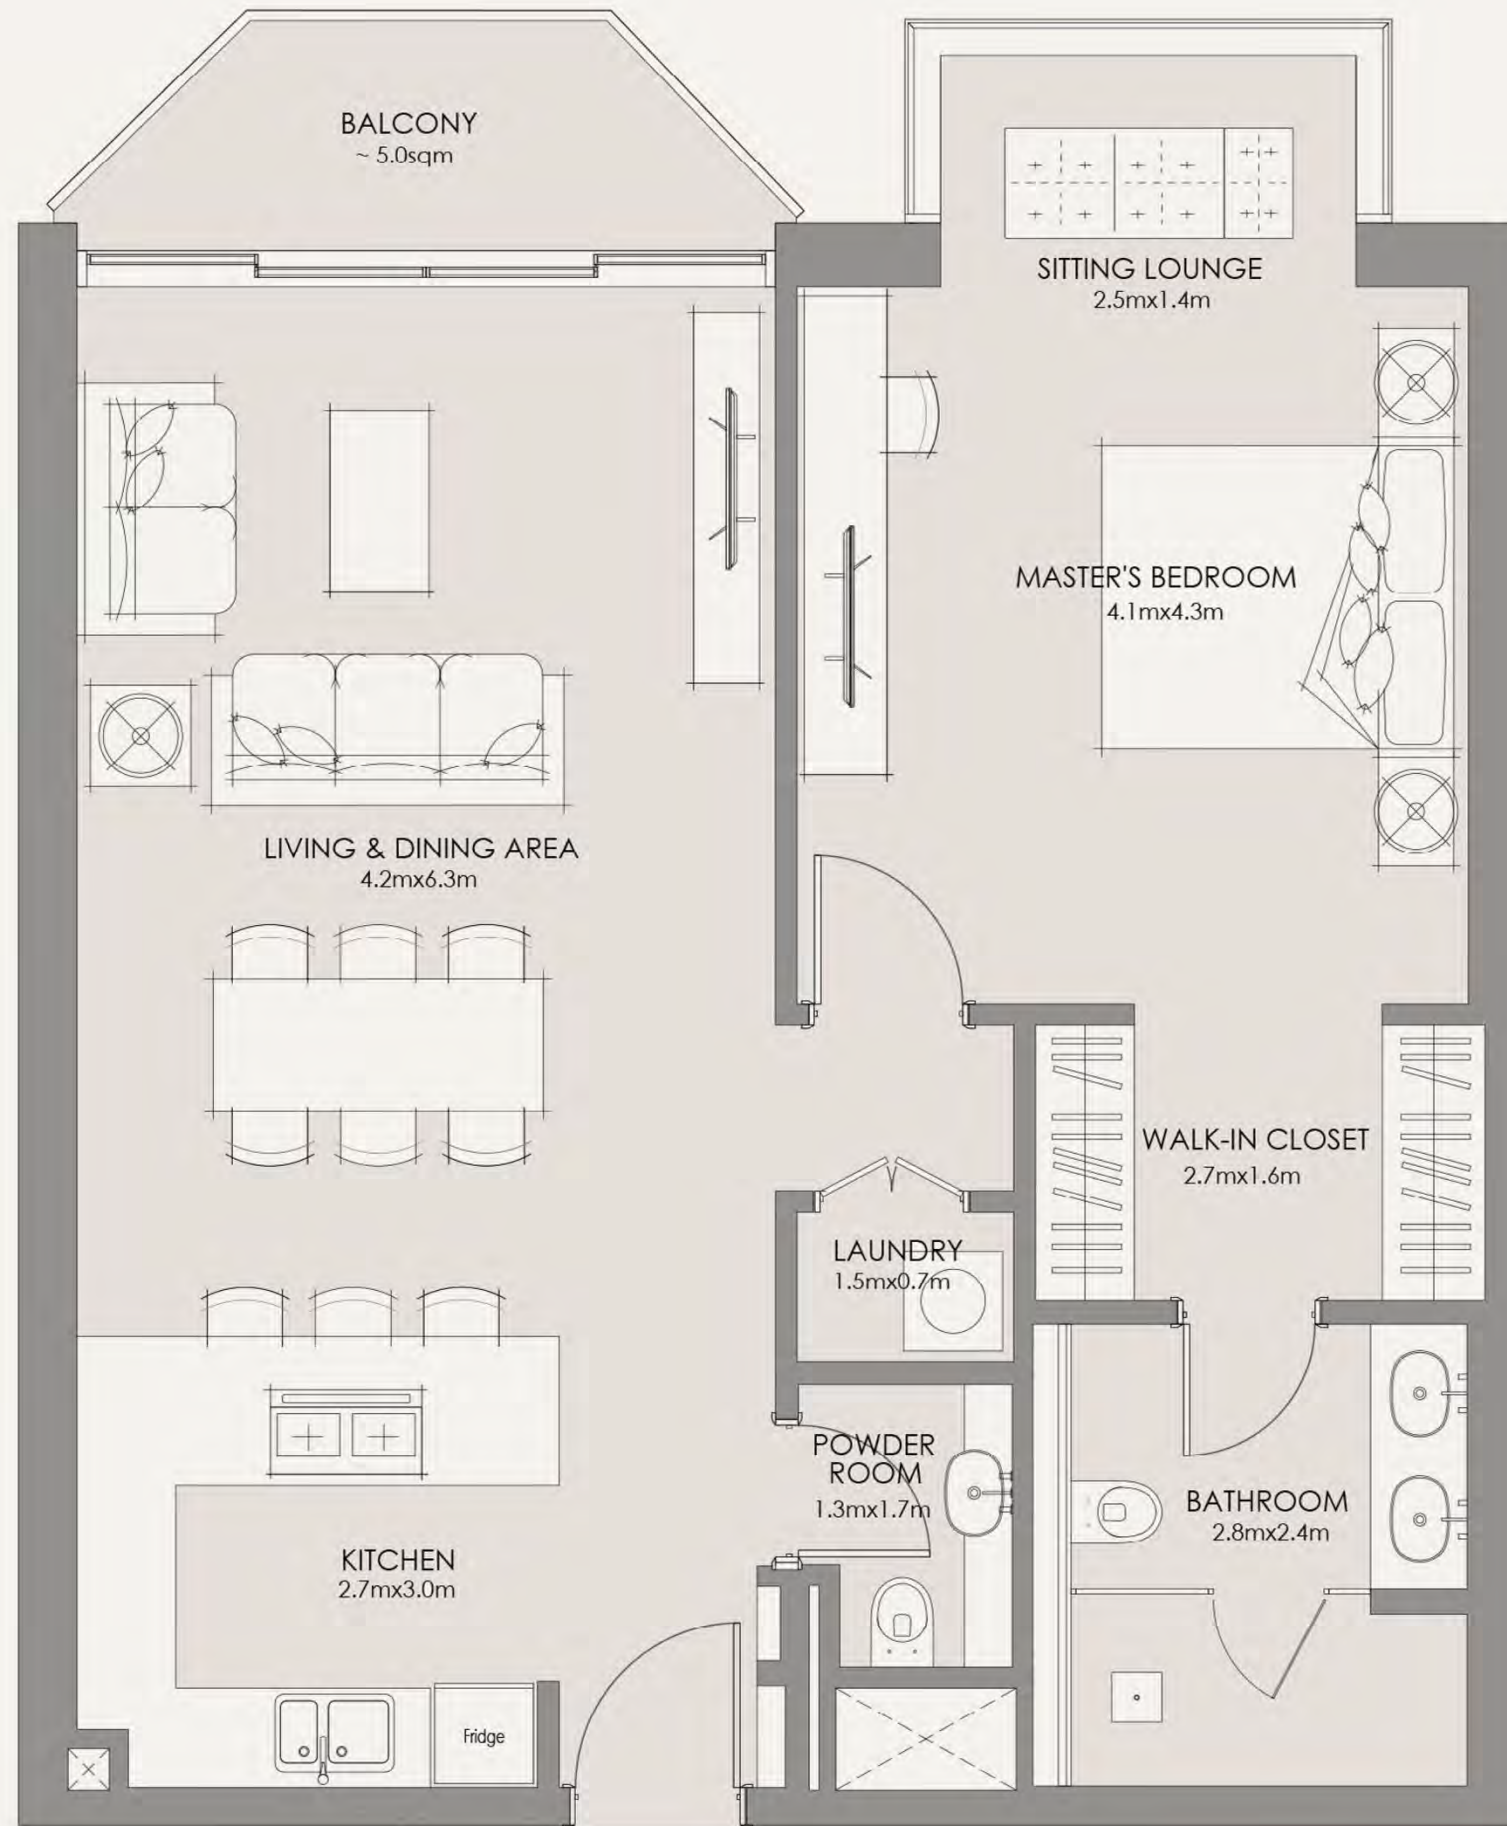 BALCONY
~ 5.0sqm
SITTING LOUNGE
2.5mx1.4m
MASTER'S BEDROOM
4.1mx4.3m
LIVING & DINING AREA
4.2mx6.3m
WALK-IN CLOSET
2.7mx1.6m
LAUNDRY
1.5mx0.7m
POWDER
ROOM
1.3mx1.7m
BATHROOM
2.8mx2.4m
KITCHEN
2.7mx3.0m
Fridge